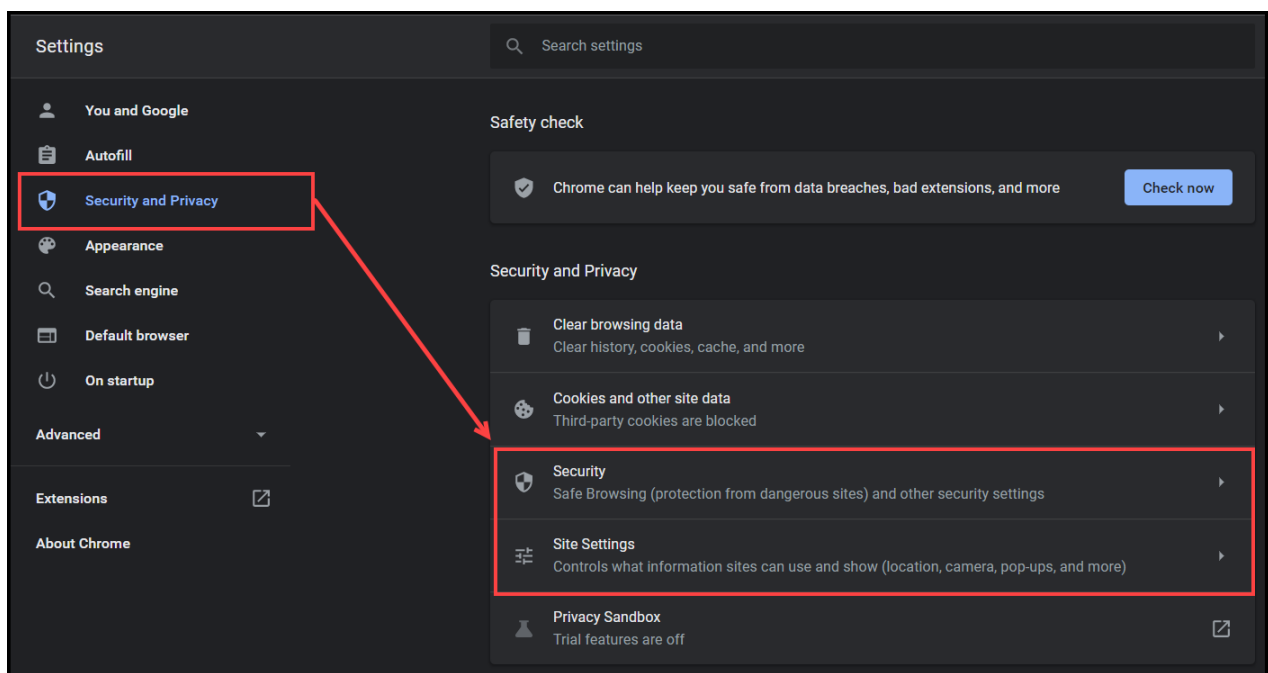 Settings
Search settings
You and Google
Autofill
Security and Privacy
Appearance
Search engine
Default browser
On startup
Advanced
Extensions
About Chrome
Safety check
Chrome can help keep you safe from data breaches, bad extensions, and more
Check now
Security and Privacy
Clear browsing data
Clear history, cookies, cache, and more
Cookies and other site data
Third-party cookies are blocked
Security
Safe Browsing (protection from dangerous sites) and other security settings
Site Settings
Controls what information sites can use and show (location, camera, pop-ups, and more)
Privacy Sandbox
Trial features are off